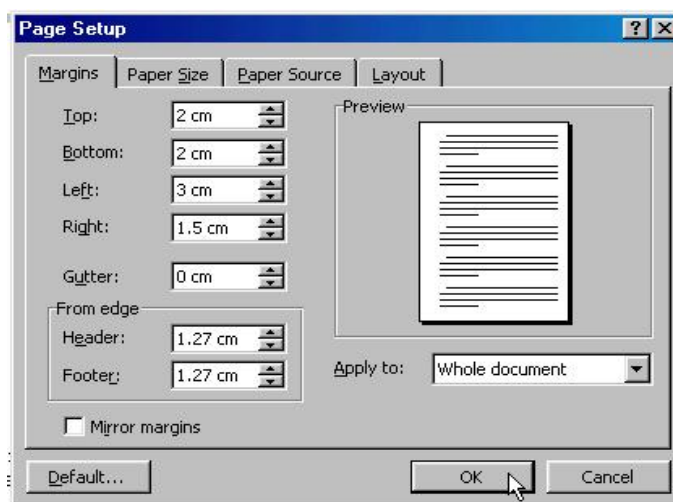 Page Setup
Margins Paper Size Paper Source Layout
Top: 2 cm
Bottom: 2 cm
Left: 3 cm
Right: 1.5 cm
Gutter: 0 cm
From edge
Header: 1.27 cm
Footer: 1.27 cm
Mirror margins
Preview
Apply to: Whole document
Default... OK Cancel